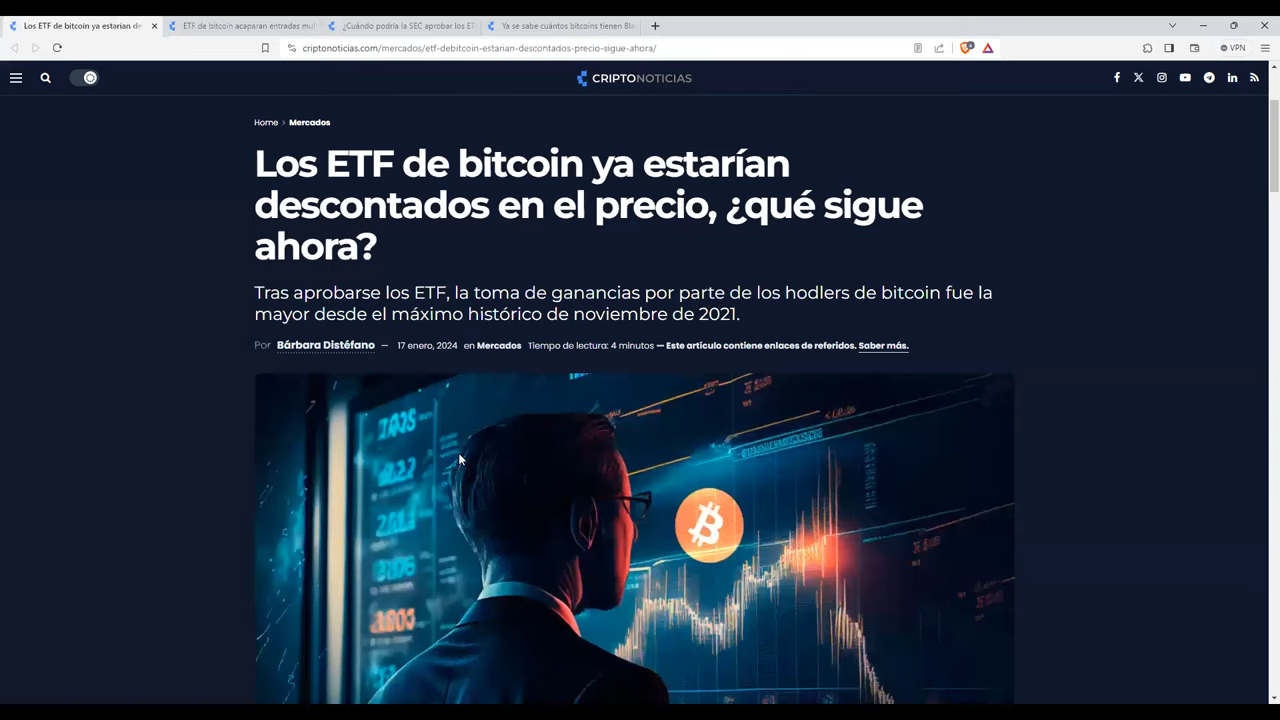 Los ETF de bitcoin ya estarían de
ETF de bitcoin acaparan entradas mul
¿Cuándo podría la SEC aprobar los ET
Ya se sabe cuántos bitcoins tienen Bla
criptonoticias.com/mercados/etf-debitcoin-estarian-descontados-precio-sigue-ahora/
VPN
CRIPTONOTICIAS
Home > Mercados
Los ETF de bitcoin ya estarían
descontados en el precio, ¿qué sigue
ahora?
Tras aprobarse los ETF, la toma de ganancias por parte de los hodlers de bitcoin fue la
mayor desde el máximo histórico de noviembre de 2021.
Por Bárbara Distéfano — 17 enero, 2024 en Mercados Tiempo de lectura: 4 minutos — Este artículo contiene enlaces de referidos. Saber más.